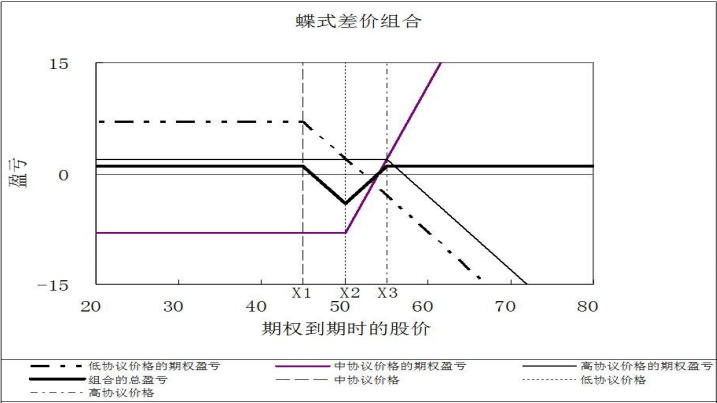 蝶式差价组合
15
0
-15
盈亏
X1 X2 X3
20 30 40 50 60 70 80
期权到期时的股价
低协议价格的期权盈亏 中协议价格的期权盈亏 高协议价格的期权盈亏
组合的总盈亏 中协议价格 低协议价格
高协议价格